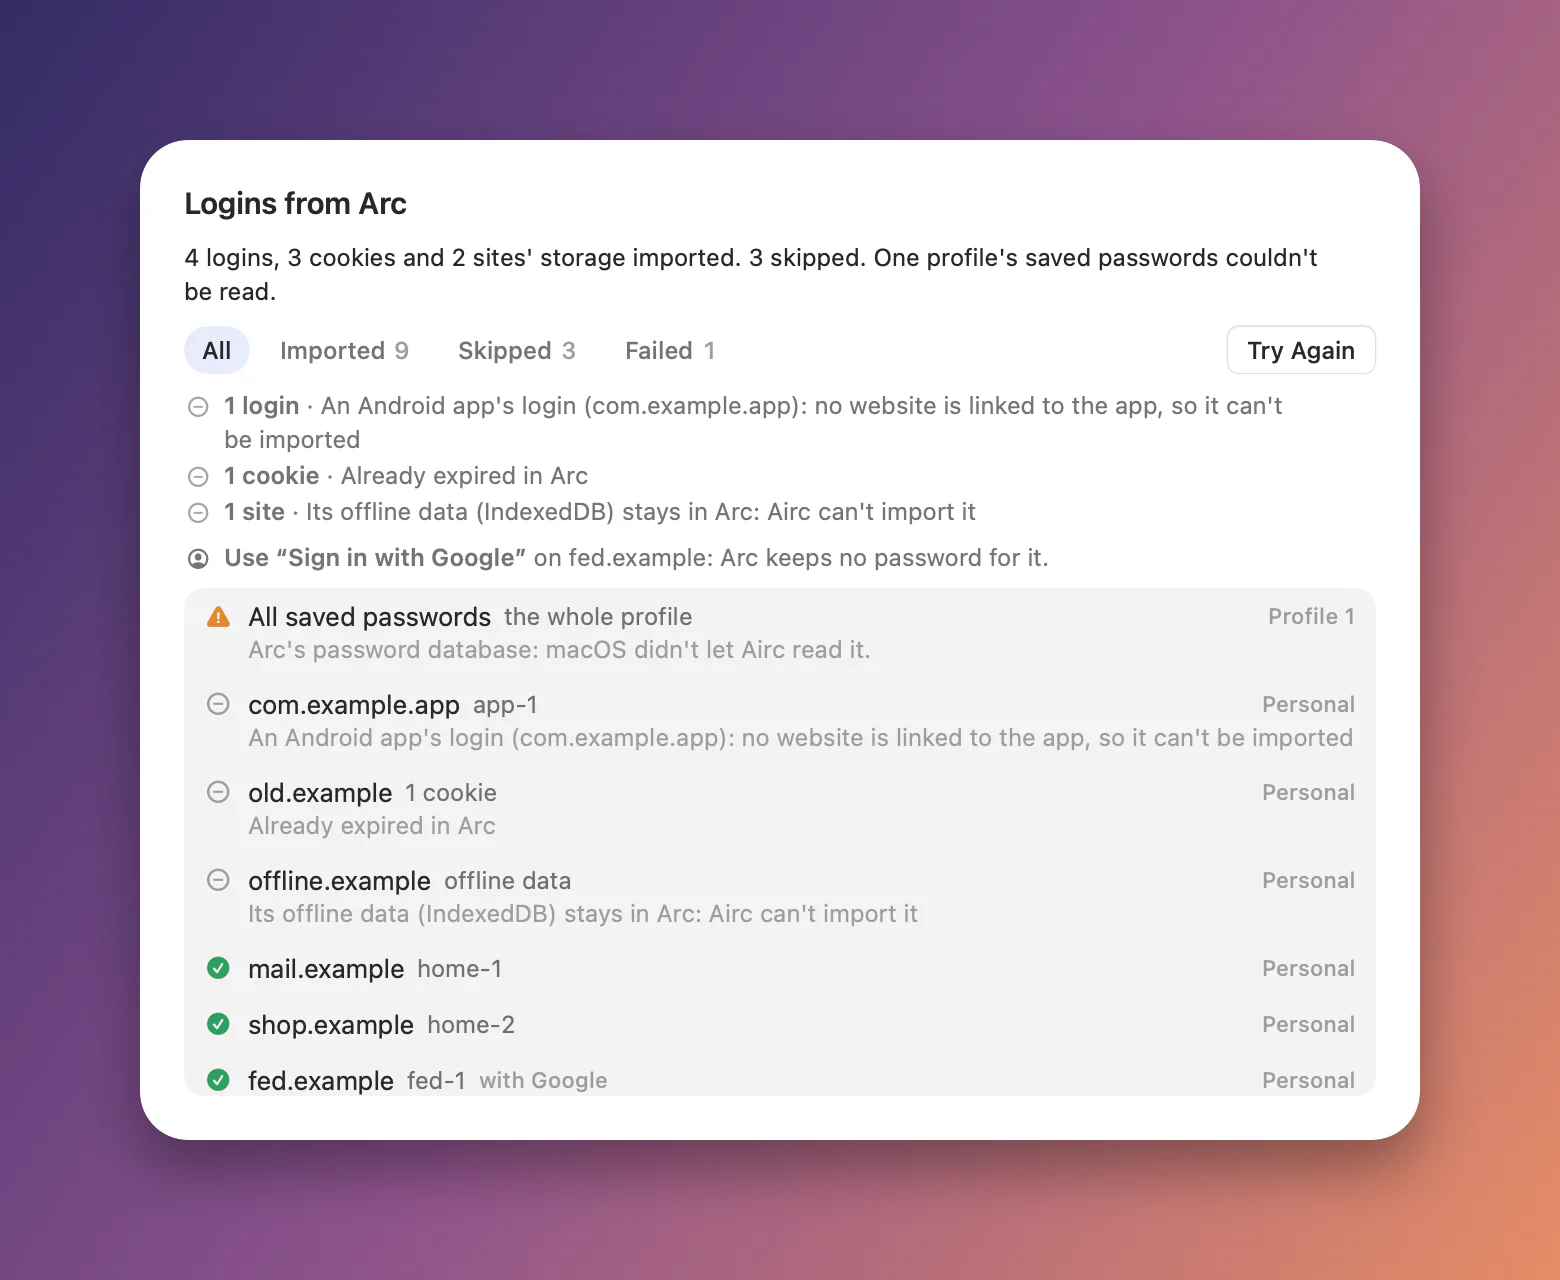 Logins from Arc
4 logins, 3 cookies and 2 sites' storage imported. 3 skipped. One profile's saved passwords couldn't
be read.
All Imported 9 Skipped 3 Failed 1 Try Again
1 login · An Android app's login (com.example.app): no website is linked to the app, so it can't
be imported
1 cookie · Already expired in Arc
1 site · Its offline data (IndexedDB) stays in Arc: Airc can't import it
Use “Sign in with Google” on fed.example: Arc keeps no password for it.
All saved passwords the whole profile Profile 1
Arc's password database: macOS didn't let Airc read it.
com.example.app app-1 Personal
An Android app's login (com.example.app): no website is linked to the app, so it can't be imported
old.example 1 cookie Personal
Already expired in Arc
offline.example offline data Personal
Its offline data (IndexedDB) stays in Arc: Airc can't import it
mail.example home-1 Personal
shop.example home-2 Personal
fed.example fed-1 with Google Personal